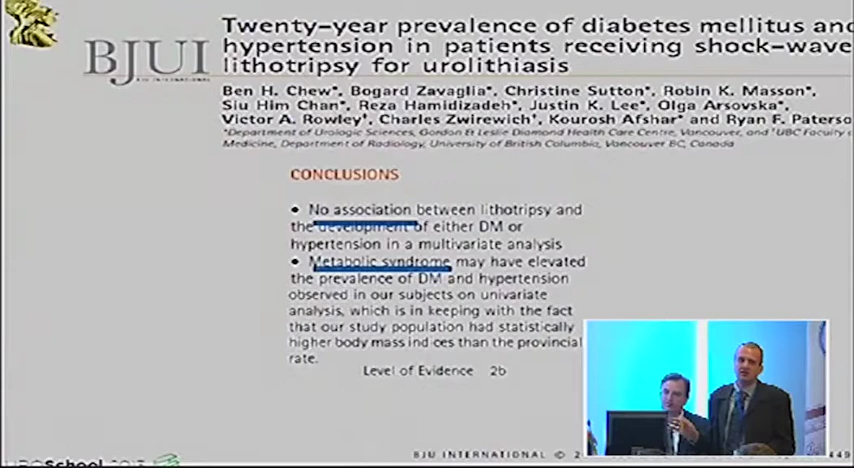 Twenty-year prevalence of diabetes mellitus and
hypertension in patients receiving shock-wave
lithotripsy for urolithiasis
BJUI
BJU INTERNATIONAL
Ben H. Chew*, Bogard Zavaglia*, Christine Sutton*, Robin K. Masson*,
Siu Him Chan*, Reza Hamidizadeh*, Justin K. Lee*, Olga Arsovska*,
Victor A. Rowley†, Charles Zwirewich†, Kourosh Afshar* and Ryan F. Paterso
*Department of Urologic Sciences, Gordon & Leslie Diamond Health Care Centre, Vancouver, and †UBC Faculty o
Medicine, Department of Radiology, University of British Columbia, Vancouver BC, Canada
CONCLUSIONS
• No association between lithotripsy and
the development of either DM or
hypertension in a multivariate analysis
• Metabolic syndrome may have elevated
the prevalence of DM and hypertension
observed in our subjects on univariate
analysis, which is in keeping with the fact
that our study population had statistically
higher body mass indices than the provincial
rate.
Level of Evidence 2b
BJU INTERNATIONAL © 2
449
School